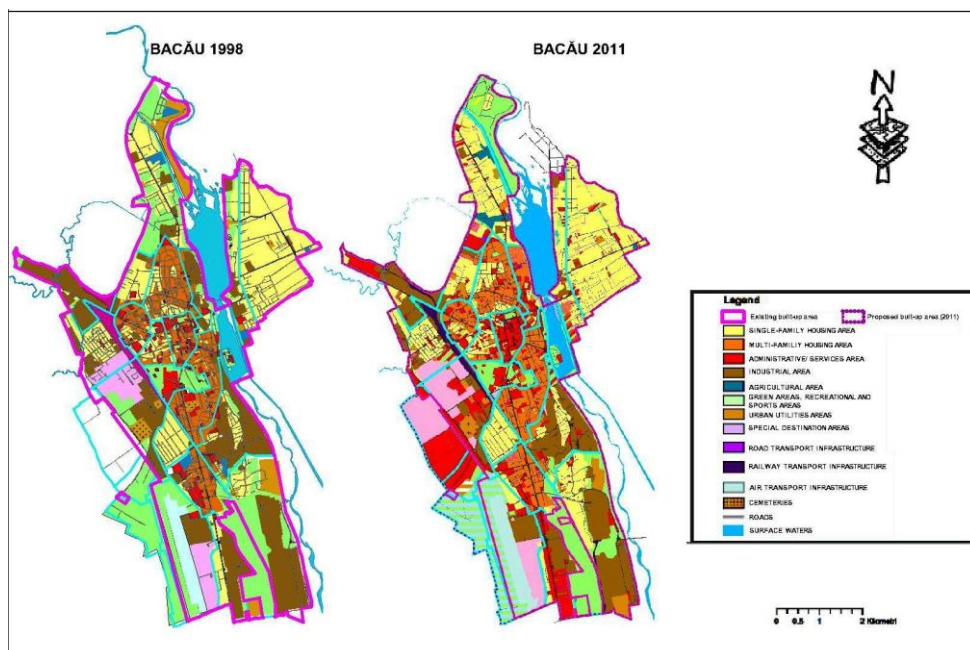 BACĂU 1998
BACĂU 2011
N
Legend
Existing built-up area
Proposed built-up area (2011)
SINGLE-FAMILY HOUSING AREA
MULTI-FAMILIY HOUSING AREA
ADMINISTRATIVE/ SERVICES AREA
INDUSTRIAL AREA
AGRICULTURAL AREA
GREEN AREAS, RECREATIONAL AND
SPORTS AREAS
URBAN UTILITIES AREAS
SPECIAL DESTINATION AREAS
ROAD TRANSPORT INFRASTRUCTURE
RAILWAY TRANSPORT INFRASTRUCTURE
AIR TRANSPORT INFRASTRUCTURE
CEMETERIES
ROADS
SURFACE WATERS
0 0.5 1 2 Kilometri